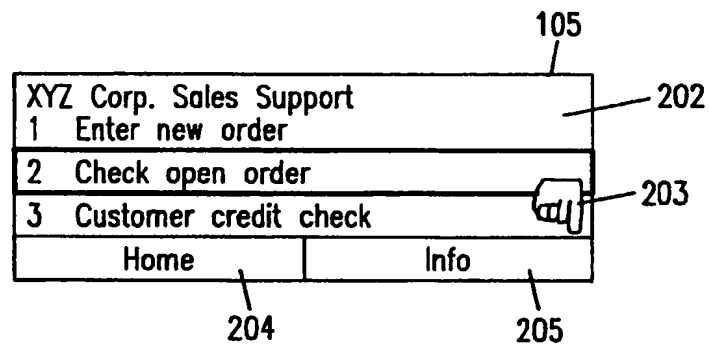 105
XYZ Corp. Sales Support
202
1 Enter new order
2 Check open order
203
3 Customer credit check
Home Info
204 205